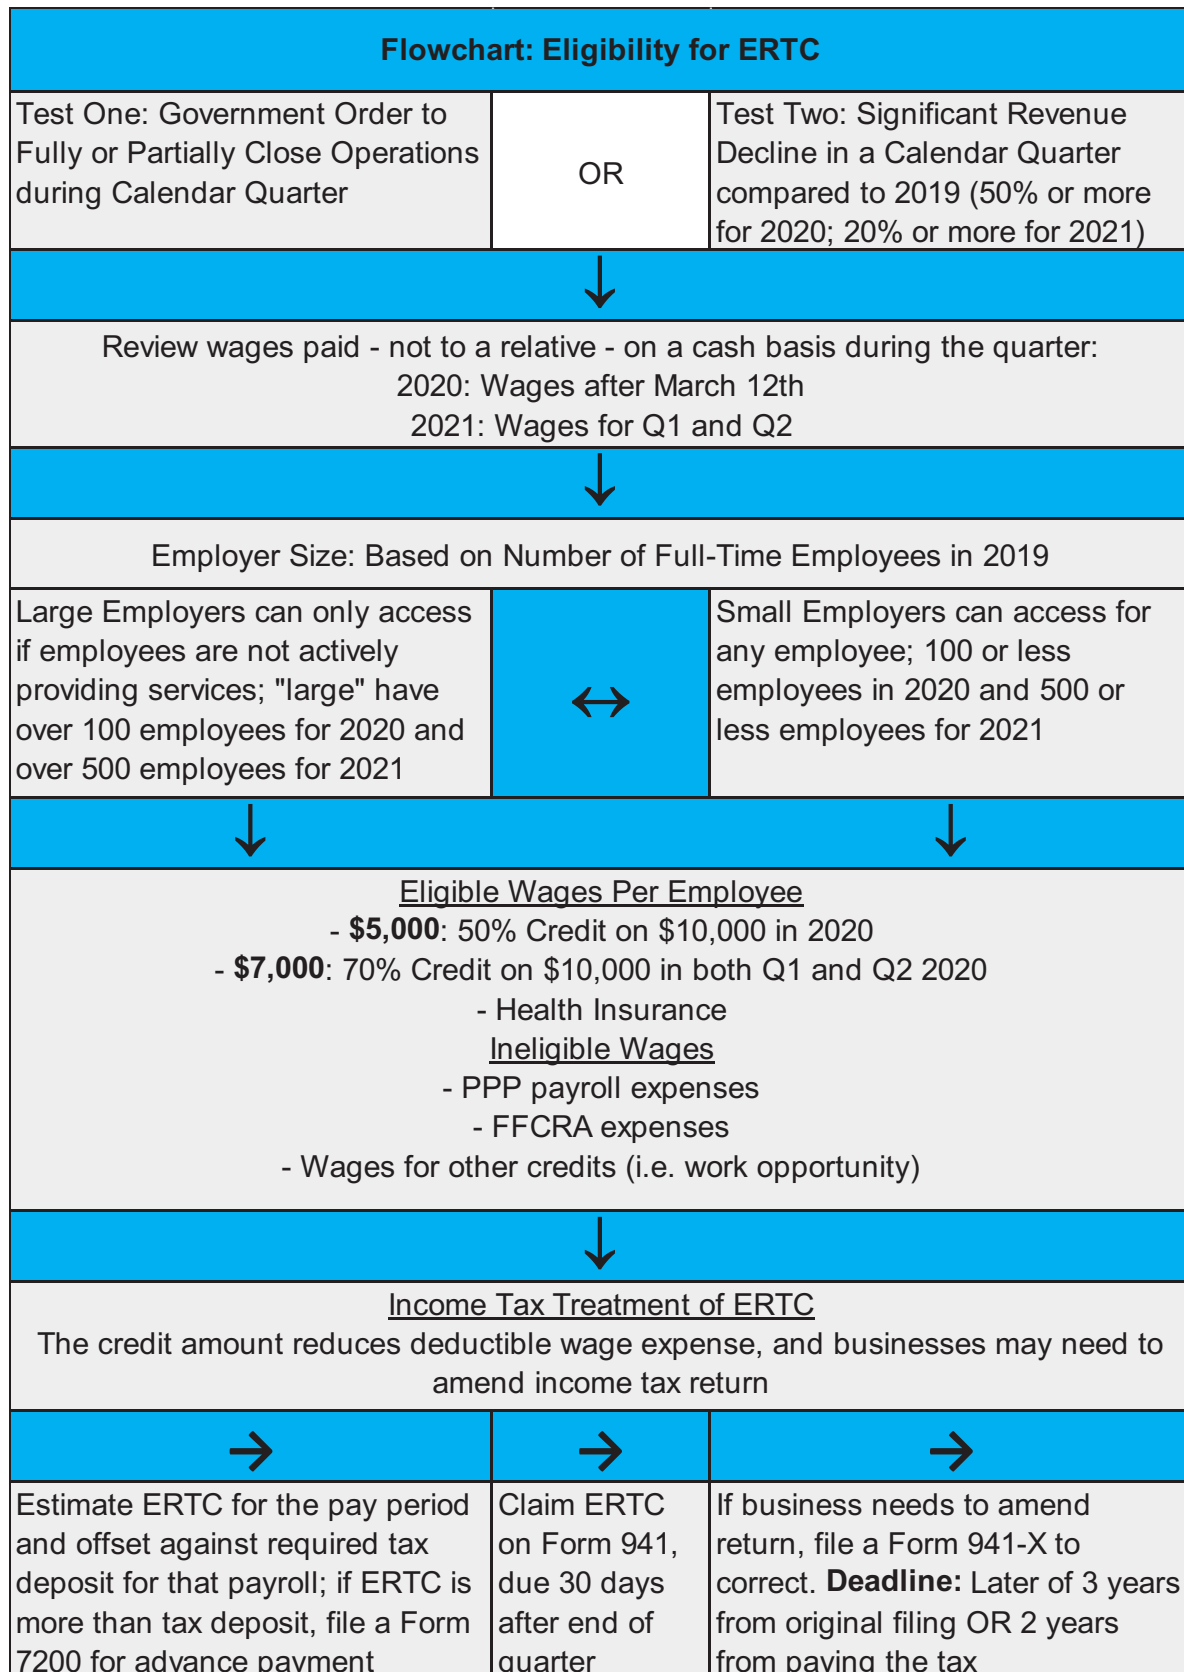 Flowchart: Eligibility for ERTC
Test One: Government Order to
Fully or Partially Close Operations
during Calendar Quarter
OR
Test Two: Significant Revenue
Decline in a Calendar Quarter
compared to 2019 (50% or more
for 2020; 20% or more for 2021)
Review wages paid - not to a relative - on a cash basis during the quarter:
2020: Wages after March 12th
2021: Wages for Q1 and Q2
Employer Size: Based on Number of Full-Time Employees in 2019
Large Employers can only access
if employees are not actively
providing services; "large" have
over 100 employees for 2020 and
over 500 employees for 2021
Small Employers can access for
any employee; 100 or less
employees in 2020 and 500 or
less employees for 2021
Eligible Wages Per Employee
- $5,000: 50% Credit on $10,000 in 2020
- $7,000: 70% Credit on $10,000 in both Q1 and Q2 2020
- Health Insurance
Ineligible Wages
- PPP payroll expenses
- FFCRA expenses
- Wages for other credits (i.e. work opportunity)
Income Tax Treatment of ERTC
The credit amount reduces deductible wage expense, and businesses may need to
amend income tax return
Estimate ERTC for the pay period
and offset against required tax
deposit for that payroll; if ERTC is
more than tax deposit, file a Form
7200 for advance payment
Claim ERTC
on Form 941,
due 30 days
after end of
quarter
If business needs to amend
return, file a Form 941-X to
correct. Deadline: Later of 3 years
from original filing OR 2 years
from paying the tax